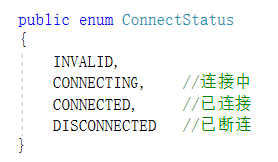 public enum ConnectStatus
{
    INVALID,
    CONNECTING,    //连接中
    CONNECTED,     //已连接
    DISCONNECTED   //已断连
}